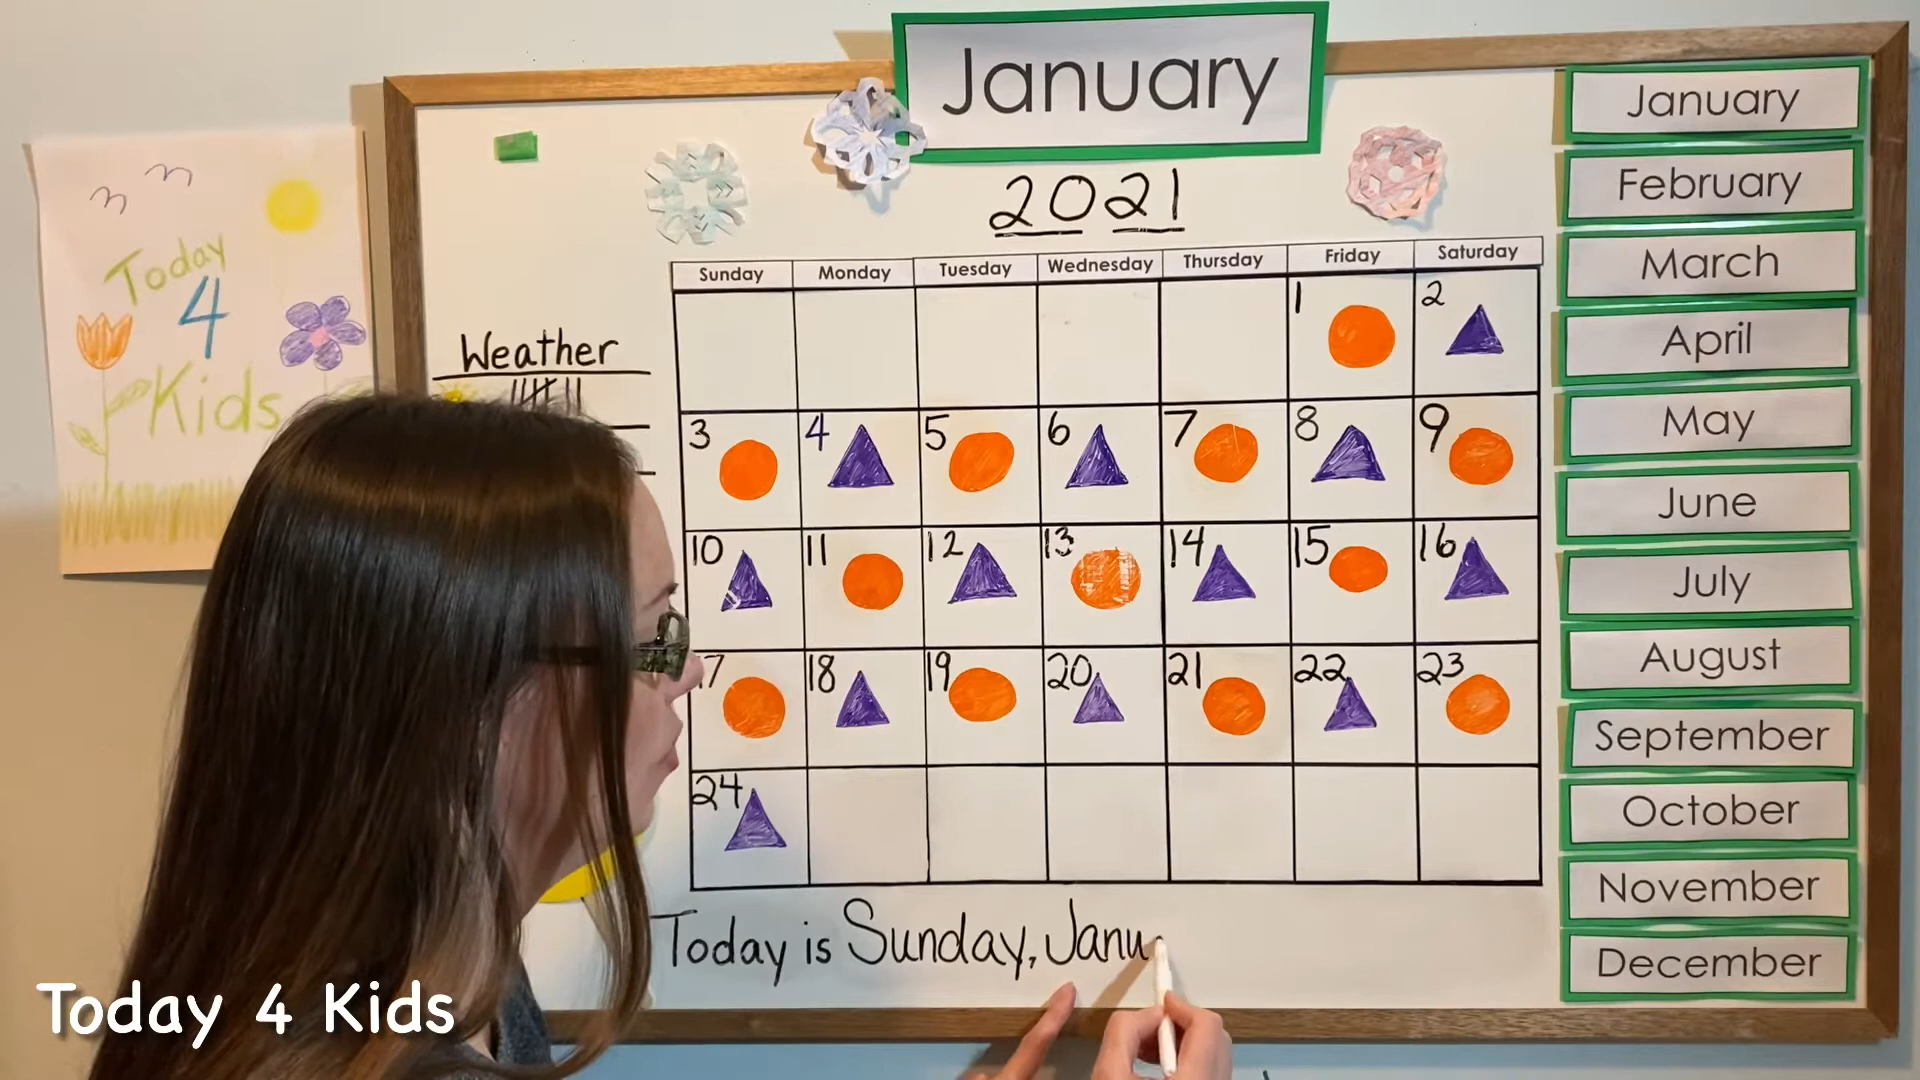 January
2021
Today
4
Kids
Weather
Sunday Monday Tuesday Wednesday Thursday Friday Saturday
1 2
3 4 5 6 7 8 9
10 11 12 13 14 15 16
17 18 19 20 21 22 23
24
Today is Sunday, Janu
January
February
March
April
May
June
July
August
September
October
November
December
Today 4 Kids